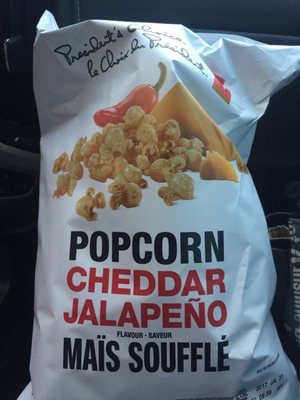 President's Choice
le Choix du Président
POPCORN
CHEDDAR
JALAPEÑO
FLAVOUR - SAVEUR
MAÏS SOUFFLÉ